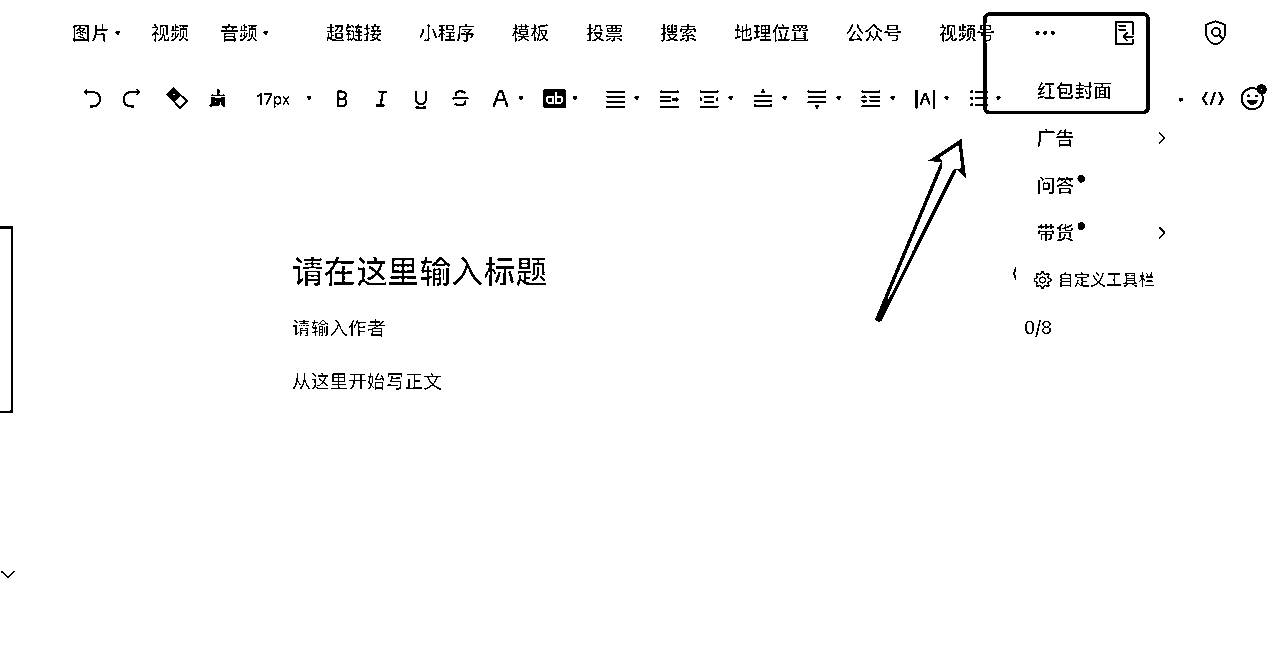 图片 视频 音频 超链接 小程序 模板 投票 搜索 地理位置 公众号 视频号 ···
17px B I U S A ab |A| </>
红包封面
广告
问答
带货
自定义工具栏
0/8
请在这里输入标题
请输入作者
从这里开始写正文